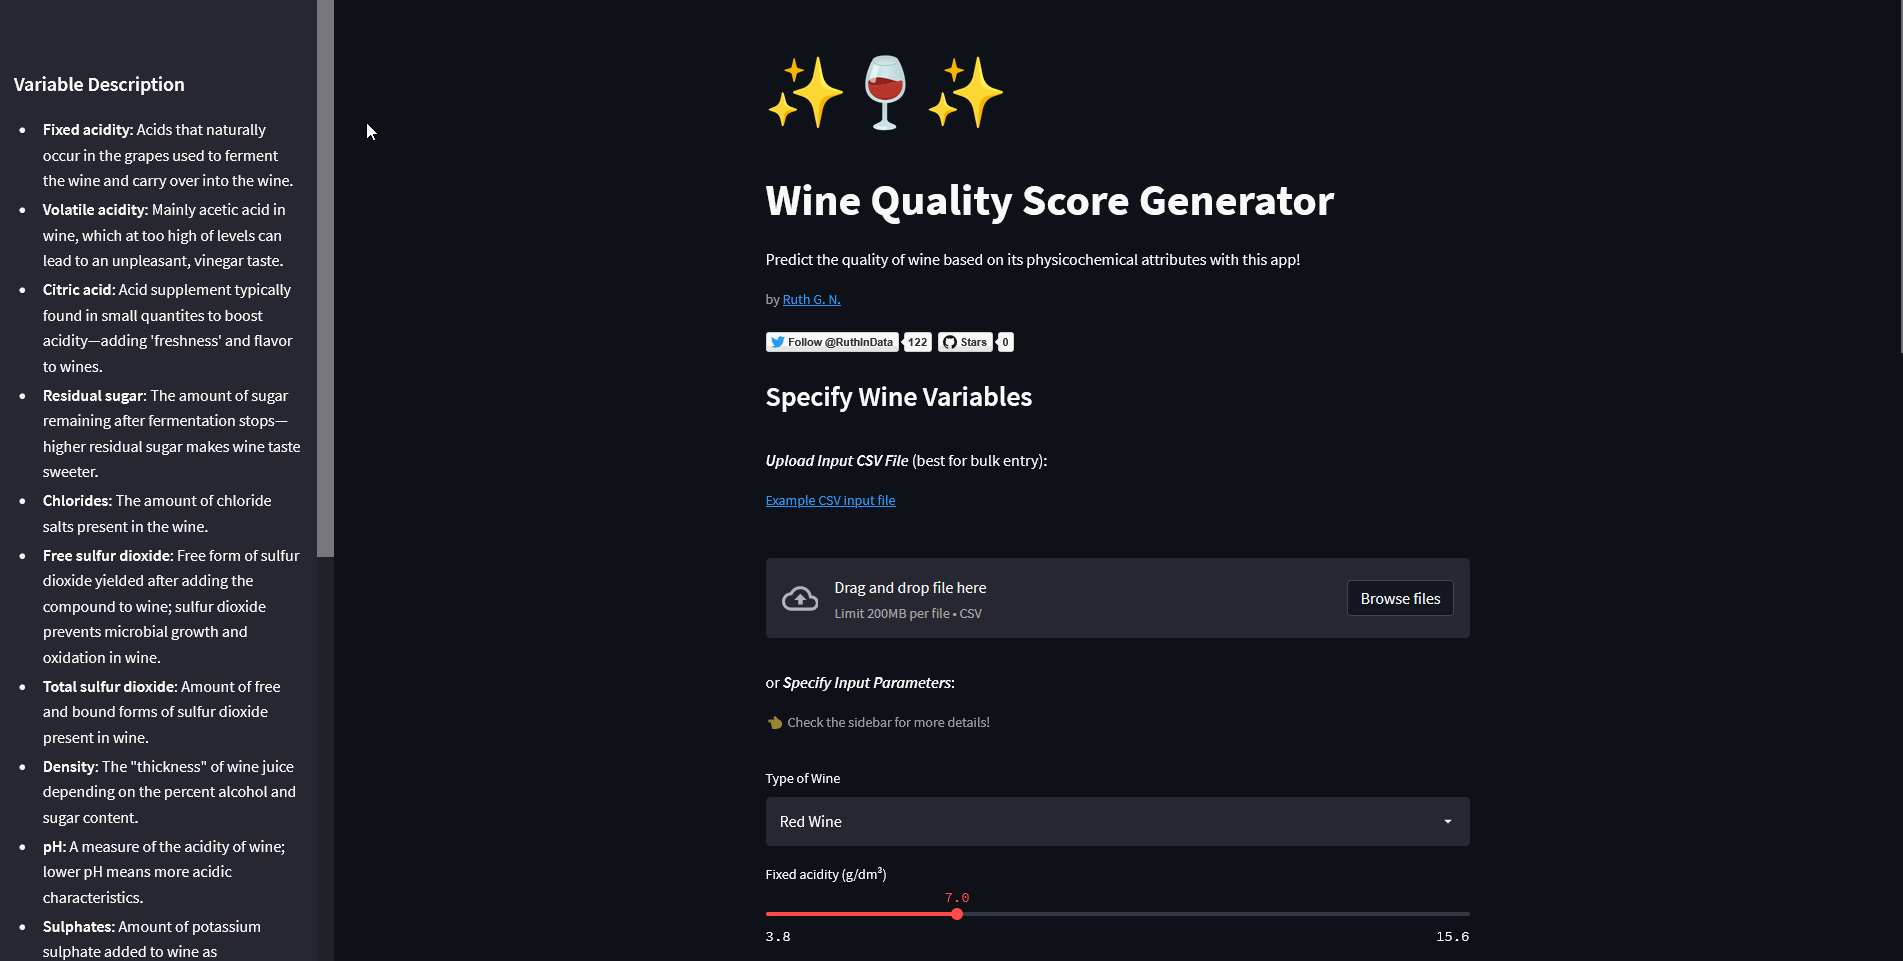 Variable Description
• Fixed acidity: Acids that naturally
occur in the grapes used to ferment
the wine and carry over into the wine.
• Volatile acidity: Mainly acetic acid in
wine, which at too high of levels can
lead to an unpleasant, vinegar taste.
• Citric acid: Acid supplement typically
found in small quantites to boost
acidity—adding 'freshness' and flavor
to wines.
• Residual sugar: The amount of sugar
remaining after fermentation stops—
higher residual sugar makes wine taste
sweeter.
• Chlorides: The amount of chloride
salts present in the wine.
• Free sulfur dioxide: Free form of sulfur
dioxide yielded after adding the
compound to wine; sulfur dioxide
prevents microbial growth and
oxidation in wine.
• Total sulfur dioxide: Amount of free
and bound forms of sulfur dioxide
present in wine.
• Density: The "thickness" of wine juice
depending on the percent alcohol and
sugar content.
• pH: A measure of the acidity of wine;
lower pH means more acidic
characteristics.
• Sulphates: Amount of potassium
sulphate added to wine as
Wine Quality Score Generator
Predict the quality of wine based on its physicochemical attributes with this app!
by Ruth G. N.
Follow @RuthInData 122 Stars 0
Specify Wine Variables
Upload Input CSV File (best for bulk entry):
Example CSV input file
Drag and drop file here
Limit 200MB per file • CSV
Browse files
or Specify Input Parameters:
Check the sidebar for more details!
Type of Wine
Red Wine
Fixed acidity (g/dm³)
7.0
3.8 15.6